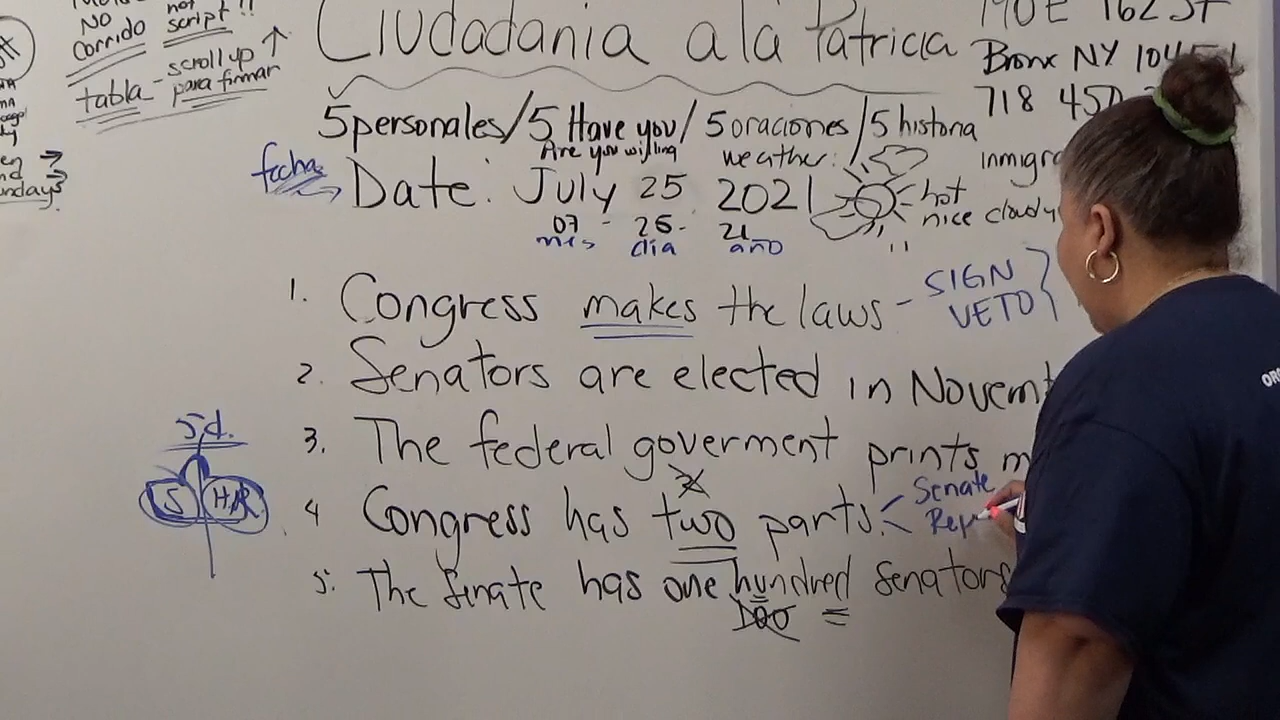 not
NO script !!
Corrido
scroll up ↑
tabla - para firmar
Ciudadania a la Patricia
190 E 162 ST
Bronx NY 10451
718 450
5 personales / 5 Have you / 5 oraciones / 5 historia
Are you willing
weather:
inmigra
fecha
Date: July 25 2021
hot
nice cloudy
07 - 25 - 21
mes dia año
1. Congress makes the laws - SIGN
VETO
2. Senators are elected in Novem
3. The federal goverment prints m
2
4 Congress has two parts. Senate
Rep
5. The Senate has one hundred Senators
100
S H.R